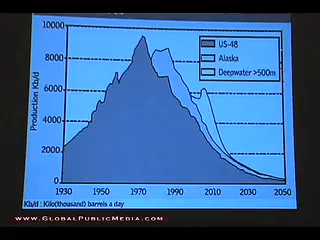 US-48
Alaska
Deepwater >500m
Production Kb/d
10000
8000
6000
4000
2000
0
1930 1950 1970 1990 2010 2030 2050
Kb/d : Kilo(thousand) barrels a day
WWW.GLOBALPUBLICMEDIA.COM